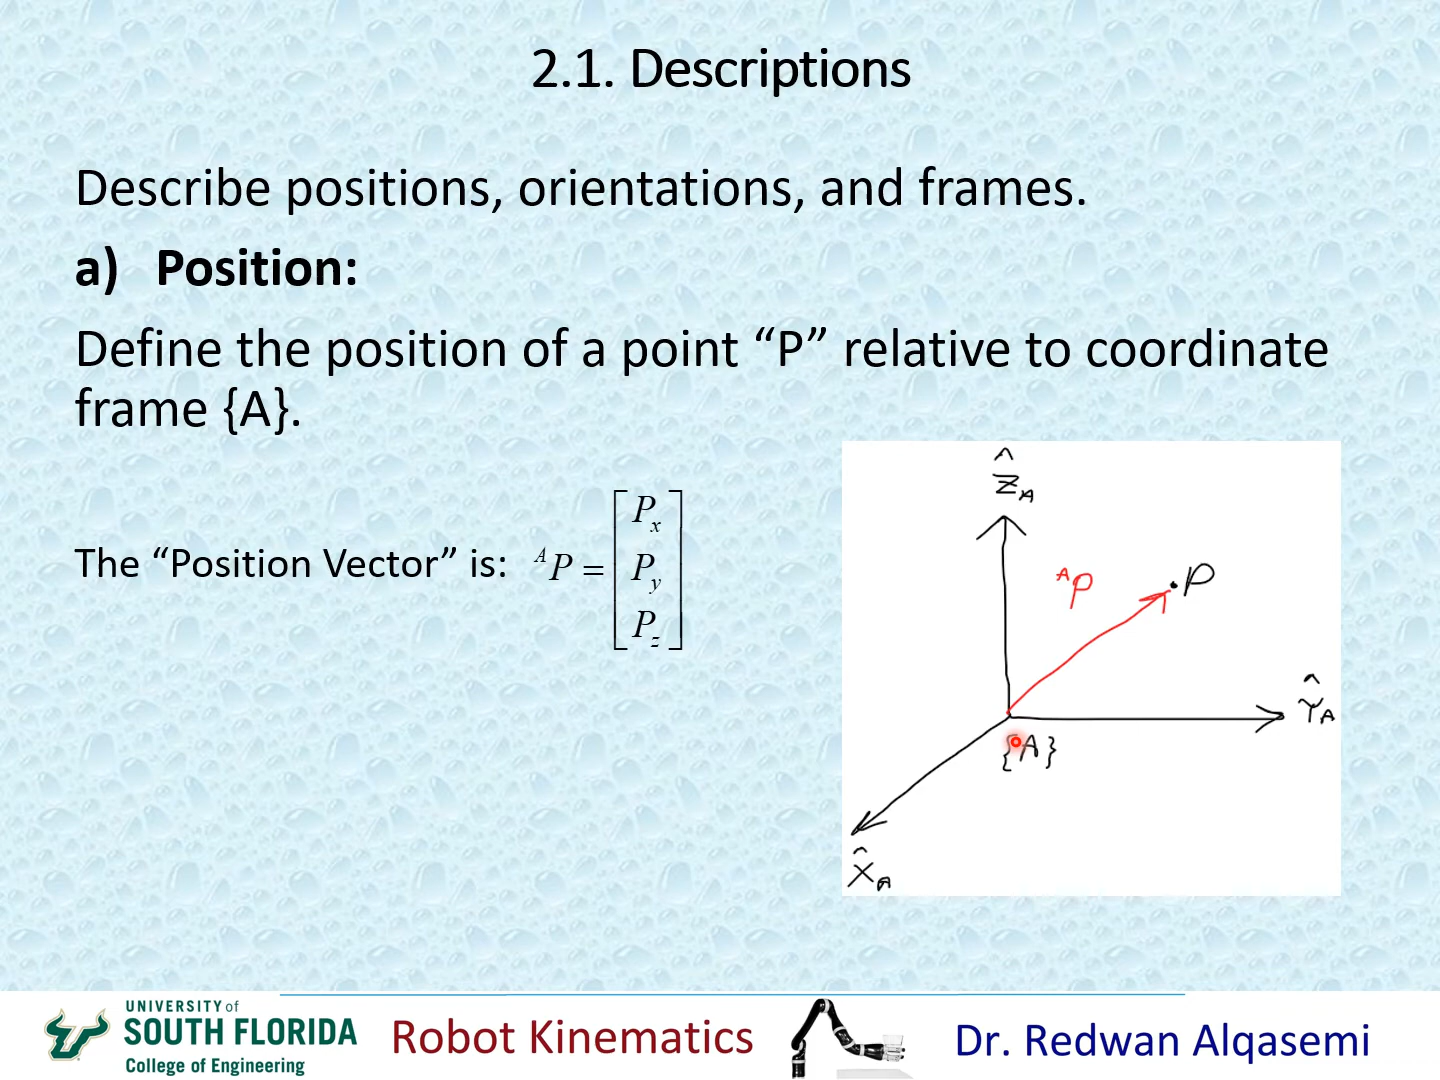 2.1. Descriptions
Describe positions, orientations, and frames.
a) Position:
Define the position of a point “P” relative to coordinate
frame {A}.
The “Position Vector” is: ᴬP = [Pₓ
P_y
P_z]
Ẑ_A
ᴬP
.P
Ŷ_A
{A}
X̂_A
UNIVERSITY of
SOUTH FLORIDA
College of Engineering
Robot Kinematics
Dr. Redwan Alqasemi